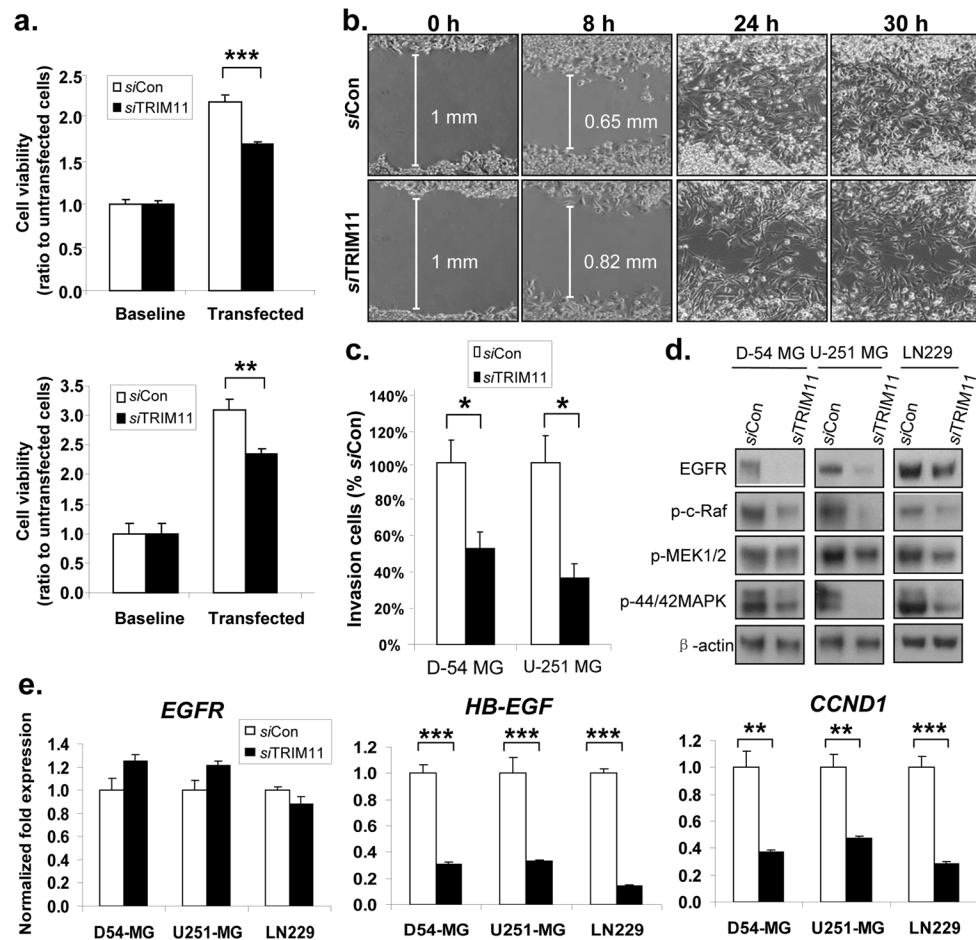 a.
***
siCon
siTRIM11
2.5
2.0
1.5
1.0
0.5
0.0
Cell viability
(ratio to untransfected cells)
Baseline
Transfected
**
siCon
siTRIM11
3.5
3.0
2.5
2.0
1.5
1.0
0.5
0.0
Cell viability
(ratio to untransfected cells)
Baseline
Transfected
b.
0 h
8 h
24 h
30 h
siCon
1 mm
0.65 mm
siTRIM11
1 mm
0.82 mm
c.
siCon
siTRIM11
140%
120%
100%
80%
60%
40%
20%
0%
Invasion cells (% siCon)
*
*
D-54 MG
U-251 MG
d.
D-54 MG
U-251 MG
LN229
siCon
siTRIM11
siCon
siTRIM11
siCon
siTRIM11
EGFR
p-c-Raf
p-MEK1/2
p-44/42MAPK
β-actin
e.
EGFR
siCon
siTRIM11
Normalized fold expression
1.4
1.2
1.0
0.8
0.6
0.4
0.2
0.0
D54-MG
U251-MG
LN229
HB-EGF
***
***
***
1.2
1.0
0.8
0.6
0.4
0.2
0.0
D54-MG
U251-MG
LN229
CCND1
**
**
***
1.2
1.0
0.8
0.6
0.4
0.2
0.0
D54-MG
U251-MG
LN229